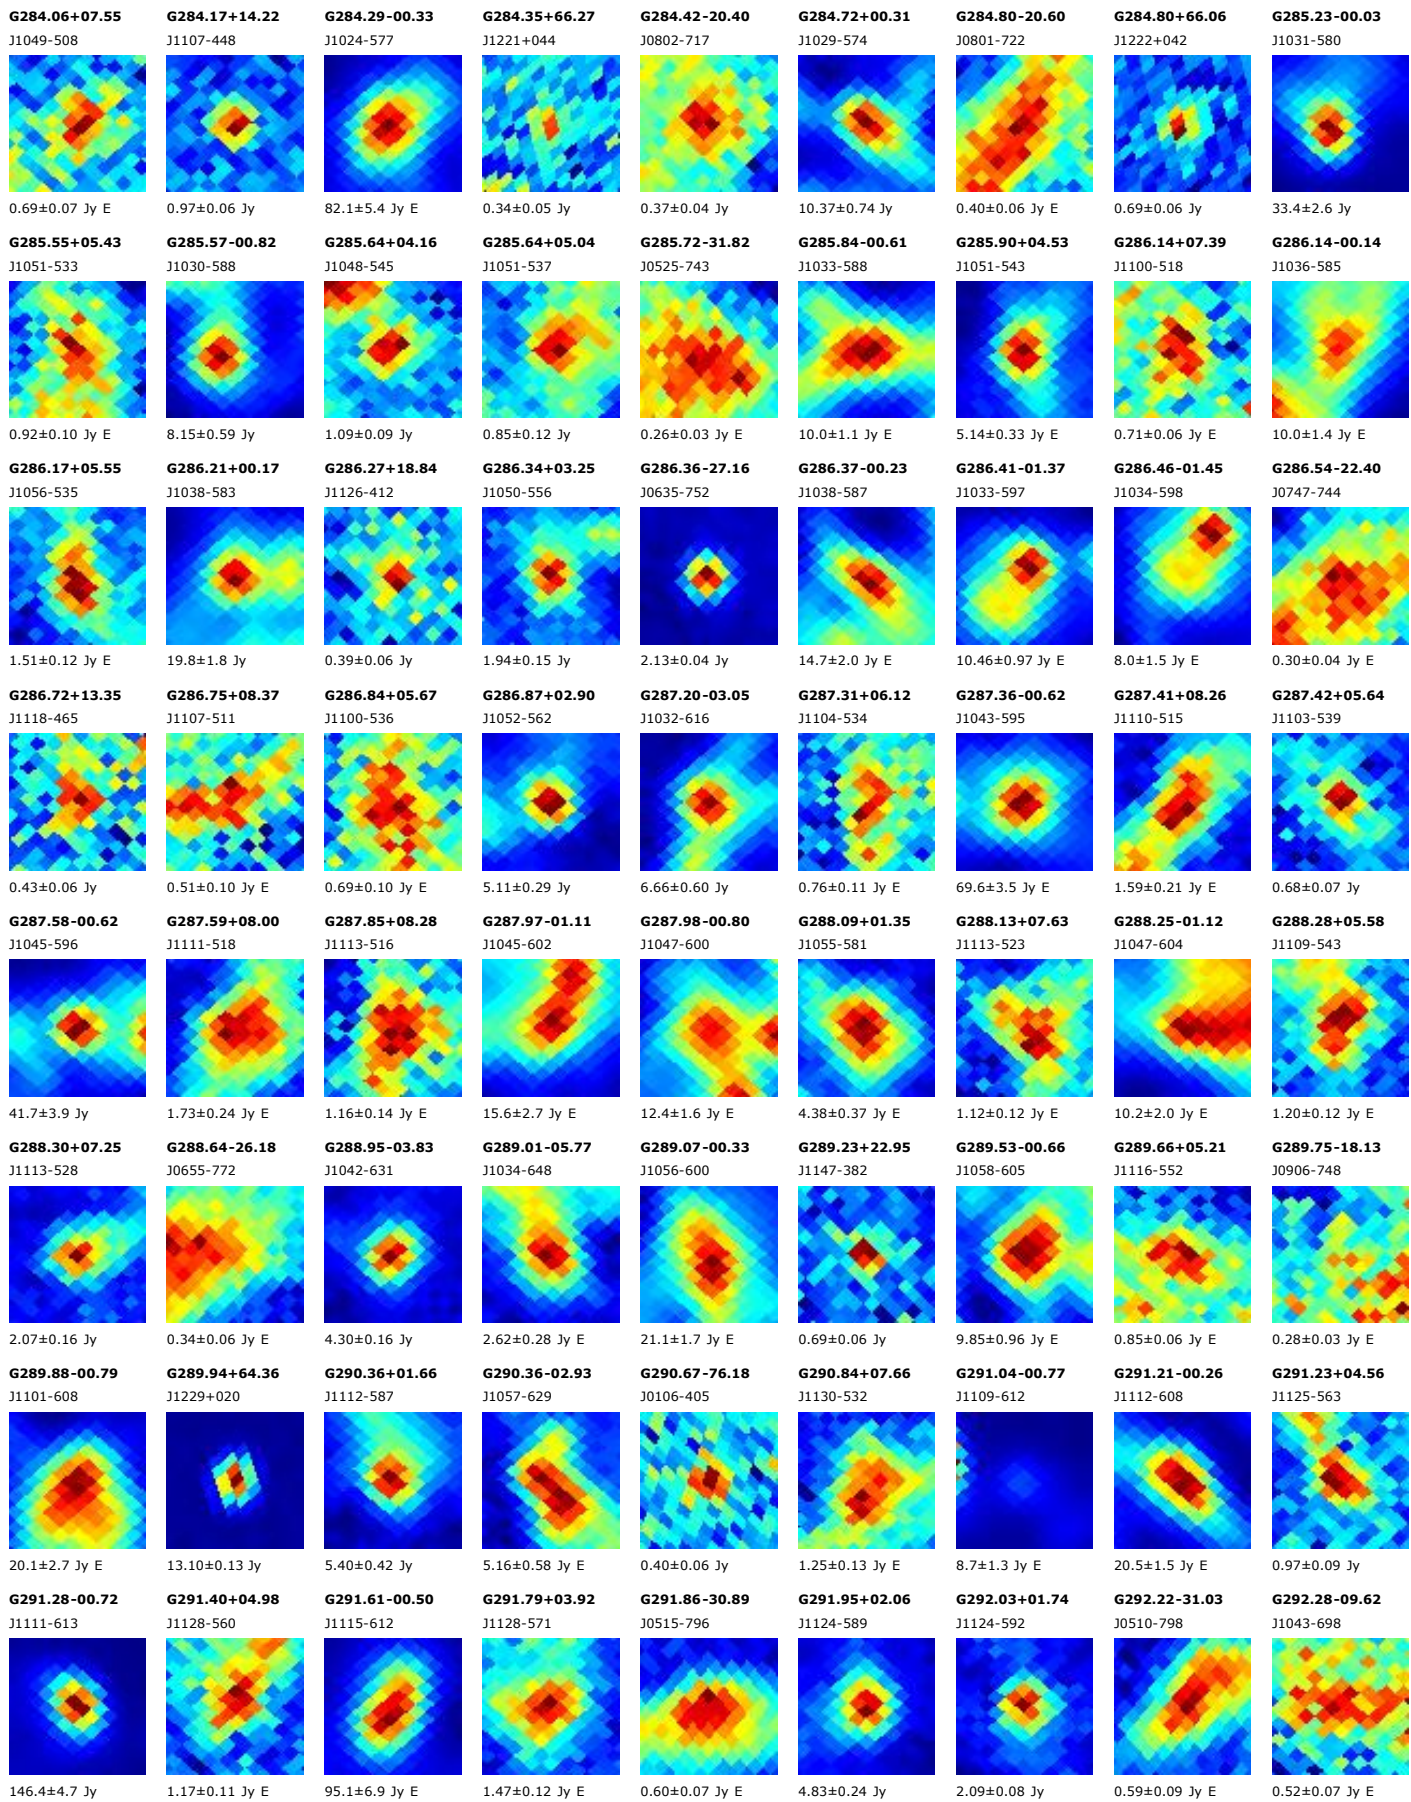 G284.06+07.55 G284.17+14.22 G284.29-00.33 G284.35+66.27 G284.42-20.40 G284.72+00.31 G284.80-20.60 G284.80+66.06 G285.23-00.03
J1049-508 J1107-448 J1024-577 J1221+044 J0802-717 J1029-574 J0801-722 J1222+042 J1031-580
0.69±0.07 Jy E 0.97±0.06 Jy 82.1±5.4 Jy E 0.34±0.05 Jy 0.37±0.04 Jy 10.37±0.74 Jy 0.40±0.06 Jy E 0.69±0.06 Jy 33.4±2.6 Jy
G285.55+05.43 G285.57-00.82 G285.64+04.16 G285.64+05.04 G285.72-31.82 G285.84-00.61 G285.90+04.53 G286.14+07.39 G286.14-00.14
J1051-533 J1030-588 J1048-545 J1051-537 J0525-743 J1033-588 J1051-543 J1100-518 J1036-585
0.92±0.10 Jy E 8.15±0.59 Jy 1.09±0.09 Jy 0.85±0.12 Jy 0.26±0.03 Jy E 10.0±1.1 Jy E 5.14±0.33 Jy 0.71±0.06 Jy E 10.0±1.4 Jy E
G286.17+05.55 G286.21+00.17 G286.27+18.84 G286.34+03.25 G286.36-27.16 G286.37-00.23 G286.41-01.37 G286.46-01.45 G286.54-22.40
J1056-535 J1038-583 J1126-412 J1050-556 J0635-752 J1038-587 J1033-597 J1034-598 J0747-744
1.51±0.12 Jy E 19.8±1.8 Jy 0.39±0.06 Jy 1.94±0.15 Jy 2.13±0.04 Jy 14.7±2.0 Jy E 10.46±0.97 Jy E 8.0±1.5 Jy E 0.30±0.04 Jy E
G286.72+13.35 G286.75+08.37 G286.84+05.67 G286.87+02.90 G287.20-03.05 G287.31+06.12 G287.36-00.62 G287.41+08.26 G287.42+05.64
J1118-465 J1107-511 J1100-536 J1052-562 J1032-616 J1104-534 J1043-595 J1110-515 J1103-539
0.43±0.06 Jy 0.51±0.10 Jy E 0.69±0.10 Jy E 5.11±0.29 Jy 6.66±0.60 Jy 0.76±0.11 Jy E 69.6±3.5 Jy E 1.59±0.21 Jy E 0.68±0.07 Jy
G287.58-00.62 G287.59+08.00 G287.85+08.28 G287.97-01.11 G287.98-00.80 G288.09+01.35 G288.13+07.63 G288.25-01.12 G288.28+05.58
J1045-596 J1111-518 J1113-516 J1045-602 J1047-600 J1055-581 J1113-523 J1047-604 J1109-543
41.7±3.9 Jy 1.73±0.24 Jy E 1.16±0.14 Jy E 15.6±2.7 Jy E 12.4±1.6 Jy E 4.38±0.37 Jy E 1.12±0.12 Jy E 10.2±2.0 Jy E 1.20±0.12 Jy E
G288.30+07.25 G288.64-26.18 G288.95-03.83 G289.01-05.77 G289.07-00.33 G289.23+22.95 G289.53-00.66 G289.66+05.21 G289.75-18.13
J1113-528 J0655-772 J1042-631 J1034-648 J1056-600 J1147-382 J1058-605 J1116-552 J0906-748
2.07±0.16 Jy 0.34±0.06 Jy E 4.30±0.16 Jy 2.62±0.28 Jy E 21.1±1.7 Jy E 0.69±0.06 Jy 9.85±0.96 Jy E 0.85±0.06 Jy E 0.28±0.03 Jy E
G289.88-00.79 G289.94+64.36 G290.36+01.66 G290.36-02.93 G290.67-76.18 G290.84+07.66 G291.04-00.77 G291.21-00.26 G291.23+04.56
J1101-608 J1229+020 J1112-587 J1057-629 J0106-405 J1130-532 J1109-612 J1112-608 J1125-563
20.1±2.7 Jy E 13.10±0.13 Jy 5.40±0.42 Jy 5.16±0.58 Jy E 0.40±0.06 Jy 1.25±0.13 Jy E 8.7±1.3 Jy E 20.5±1.5 Jy E 0.97±0.09 Jy
G291.28-00.72 G291.40+04.98 G291.61-00.50 G291.79+03.92 G291.86-30.89 G291.95+02.06 G292.03+01.74 G292.22-31.03 G292.28-09.62
J1111-613 J1128-560 J1115-612 J1128-571 J0515-796 J1124-589 J1124-592 J0510-798 J1043-698
146.4±4.7 Jy 1.17±0.11 Jy E 95.1±6.9 Jy E 1.47±0.12 Jy E 0.60±0.07 Jy E 4.83±0.24 Jy 2.09±0.08 Jy 0.59±0.09 Jy E 0.52±0.07 Jy E